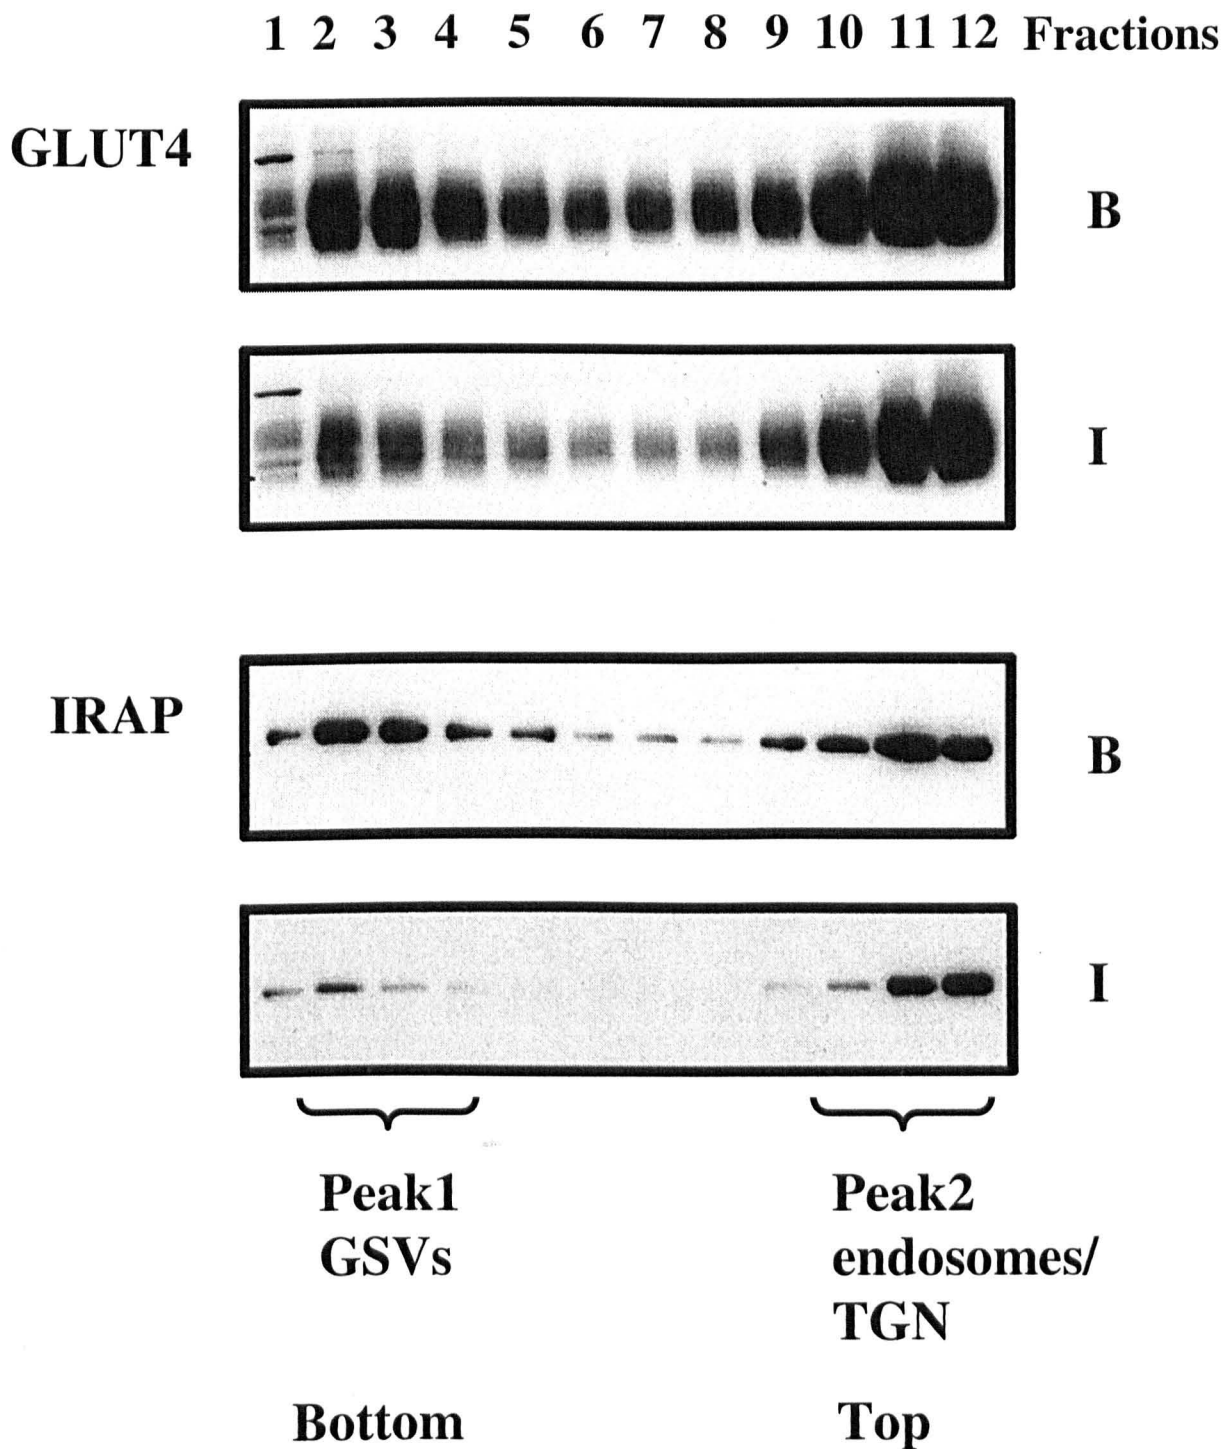 1 2 3 4 5 6 7 8 9 10 11 12 Fractions
GLUT4
B
I
IRAP
B
I
Peak1
GSVs
Peak2
endosomes/
TGN
Bottom
Top